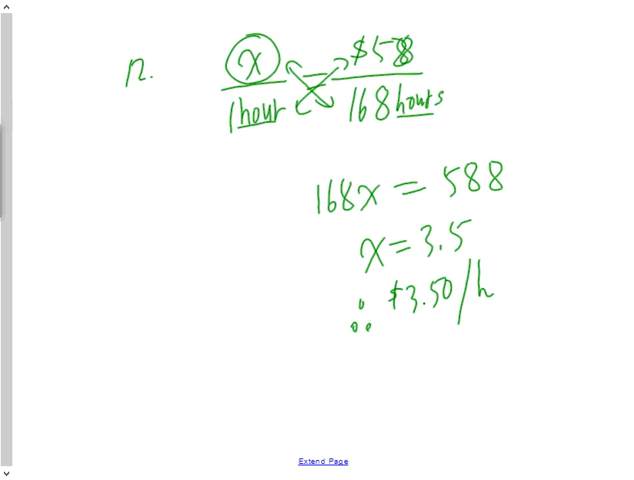 12. x/1 hour = $588/168 hours
168x = 588
x = 3.5
∴ $3.50/h
Extend Page